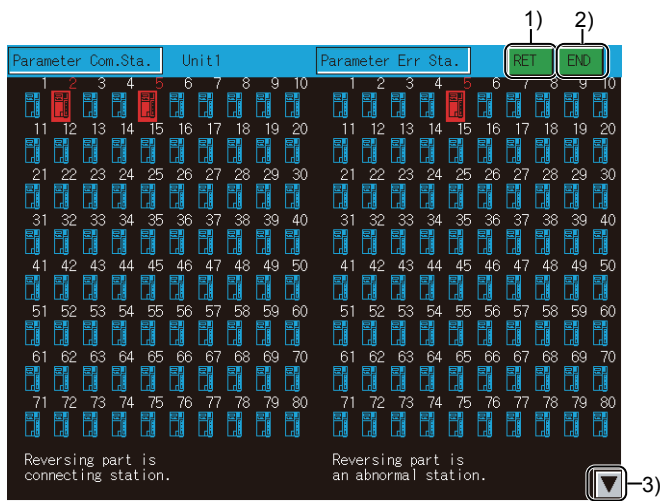 1) 2)
Parameter Com.Sta. Unit1 Parameter Err Sta. RET END
1 2 3 4 5 6 7 8 9 10 1 2 3 4 5 6 7 8 9 10
11 12 13 14 15 16 17 18 19 20 11 12 13 14 15 16 17 18 19 20
21 22 23 24 25 26 27 28 29 30 21 22 23 24 25 26 27 28 29 30
31 32 33 34 35 36 37 38 39 40 31 32 33 34 35 36 37 38 39 40
41 42 43 44 45 46 47 48 49 50 41 42 43 44 45 46 47 48 49 50
51 52 53 54 55 56 57 58 59 60 51 52 53 54 55 56 57 58 59 60
61 62 63 64 65 66 67 68 69 70 61 62 63 64 65 66 67 68 69 70
71 72 73 74 75 76 77 78 79 80 71 72 73 74 75 76 77 78 79 80
Reversing part is
connecting station.
Reversing part is
an abnormal station.
3)